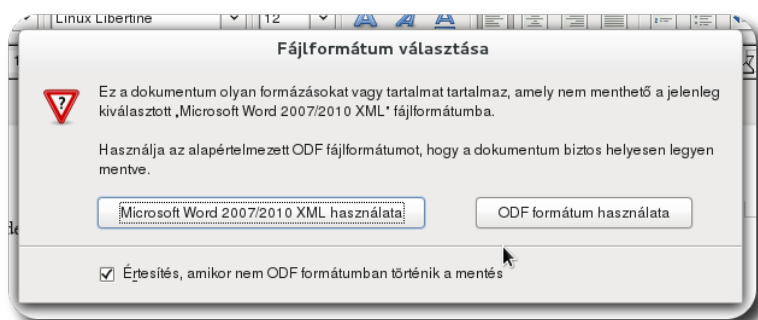 Linux Libertine 12
Fájlformátum választása
Ez a dokumentum olyan formázásokat vagy tartalmat tartalmaz, amely nem menthető a jelenleg
kiválasztott „Microsoft Word 2007/2010 XML" fájlformátumba.
Használja az alapértelmezett ODF fájlformátumot, hogy a dokumentum biztos helyesen legyen
mentve.
Microsoft Word 2007/2010 XML használata ODF formátum használata
Értesítés, amikor nem ODF formátumban történik a mentés